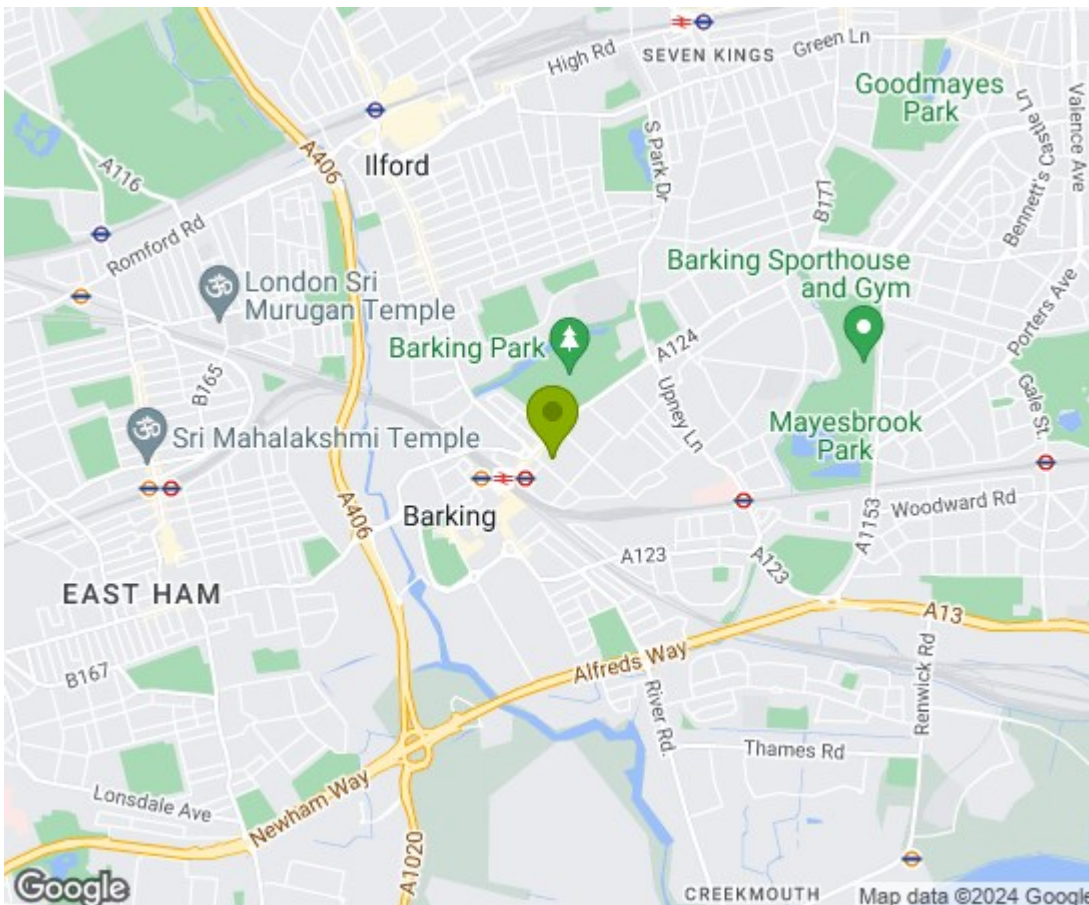 High Rd
SEVEN KINGS
Green Ln
Goodmayes
Park
Valence Ave
Bennett's Castle Ln
S Park Dr
A406
A116
Ilford
B177
Romford Rd
London Sri
Murugan Temple
Barking Sporthouse
and Gym
Porters Ave
Barking Park
A124
B165
Upney Ln
Gale St.
Sri Mahalakshmi Temple
Mayesbrook
Park
A406
Barking
Woodward Rd
A1153
A123
A123
EAST HAM
A13
B167
Alfreds Way
River Rd.
Renwick Rd
Thames Rd
Lonsdale Ave
Newham Way
A1020
Google
CREEKMOUTH
Map data ©2024 Google